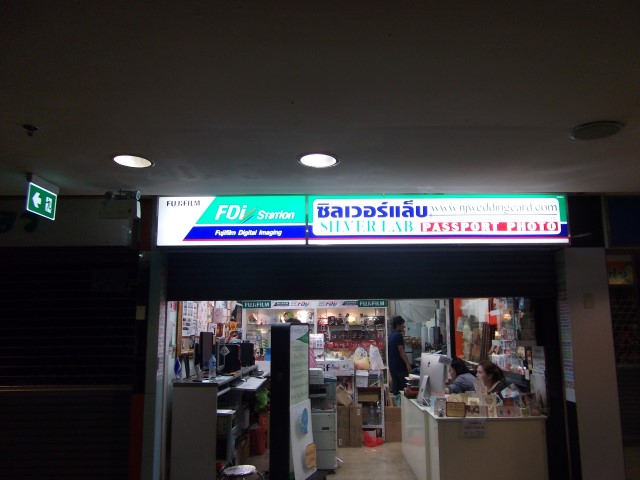 FUJIFILM
FDi Station
Fujifilm Digital Imaging
ซิลเวอร์แล็บ www.njweddingcard.com
SILVER LAB PASSPORT PHOTO
FUJIFILM
FUJIFILM